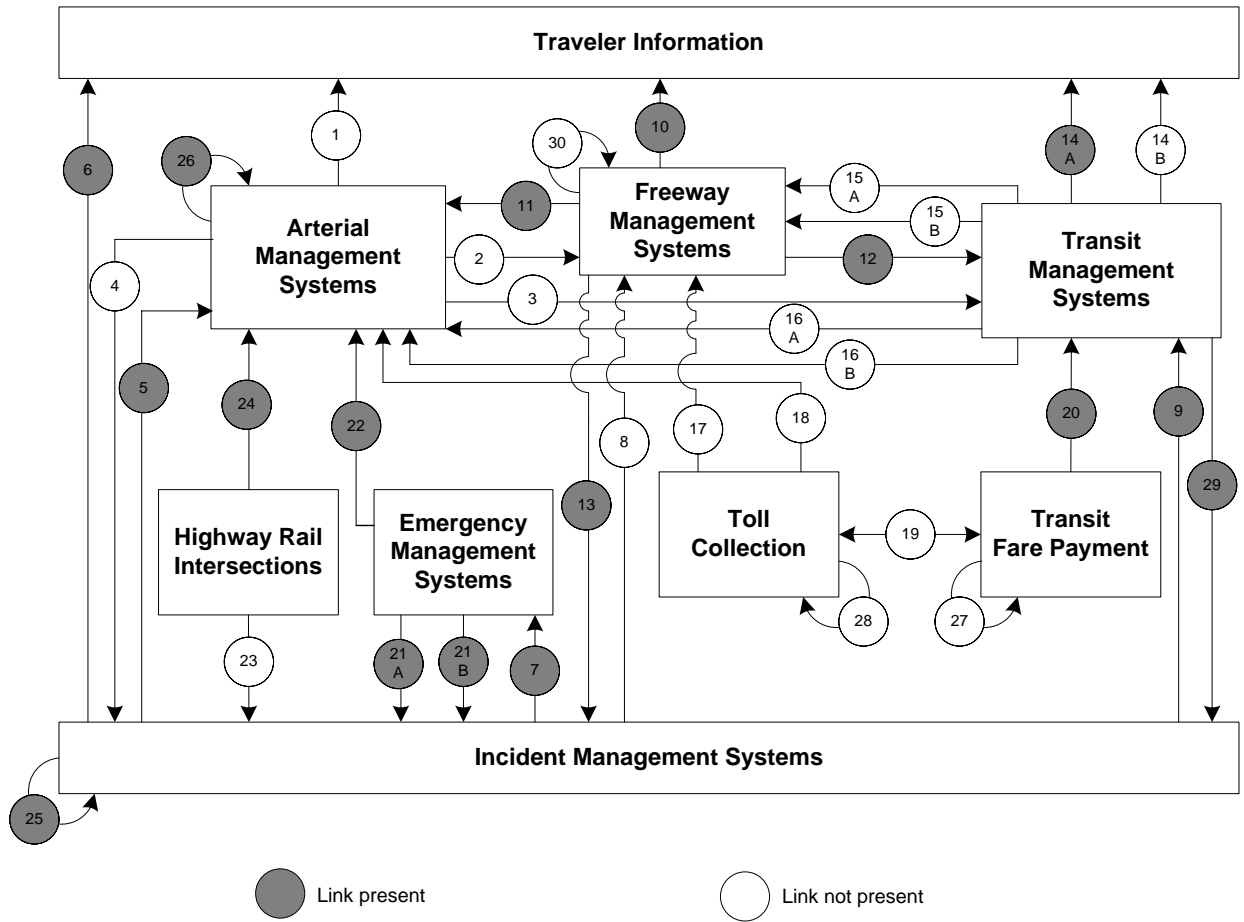 Traveler Information
6
26
1
30
10
14
A
14
B
15
A
15
B
11
Arterial
Management
Systems
Freeway
Management
Systems
Transit
Management
Systems
4
2
12
3
16
A
16
B
5
24
22
8
17
18
20
9
13
29
Highway Rail
Intersections
Emergency
Management
Systems
Toll
Collection
19
Transit
Fare Payment
23
21
A
21
B
7
28
27
Incident Management Systems
25
Link present
Link not present